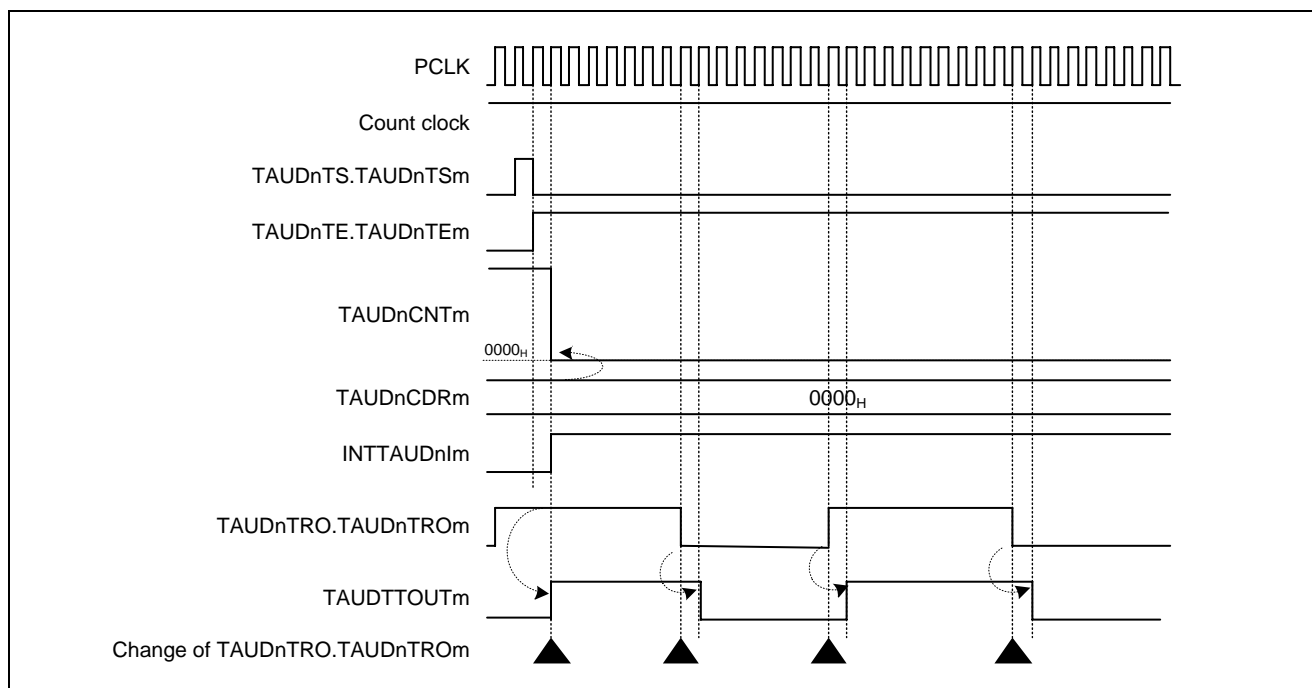 PCLK
Count clock
TAUDnTS.TAUDnTSm
TAUDnTE.TAUDnTEm
TAUDnCNTm
0000H
TAUDnCDRm
0000H
INTTAUDnIm
TAUDnTRO.TAUDnTROm
TAUDTTOUTm
Change of TAUDnTRO.TAUDnTROm